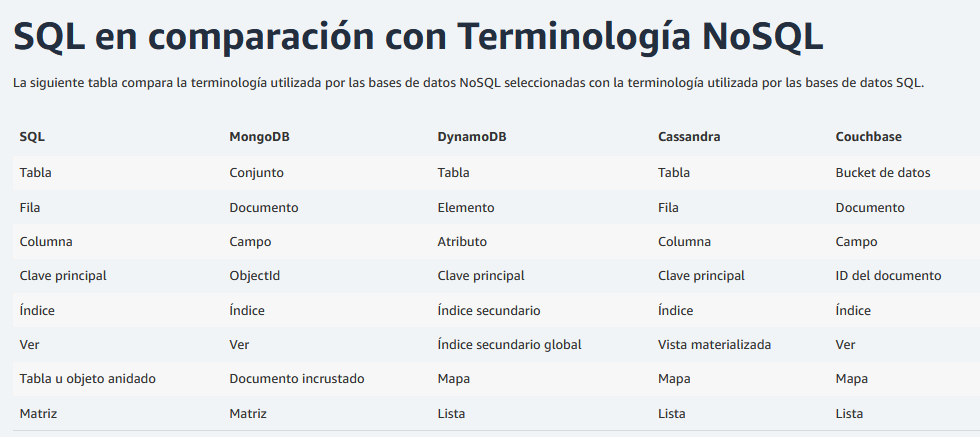 SQL en comparación con Terminología NoSQL
La siguiente tabla compara la terminología utilizada por las bases de datos NoSQL seleccionadas con la terminología utilizada por las bases de datos SQL.
SQL MongoDB DynamoDB Cassandra Couchbase
Tabla Conjunto Tabla Tabla Bucket de datos
Fila Documento Elemento Fila Documento
Columna Campo Atributo Columna Campo
Clave principal ObjectId Clave principal Clave principal ID del documento
Índice Índice Índice secundario Índice Índice
Ver Ver Índice secundario global Vista materializada Ver
Tabla u objeto anidado Documento incrustado Mapa Mapa Mapa
Matriz Matriz Lista Lista Lista